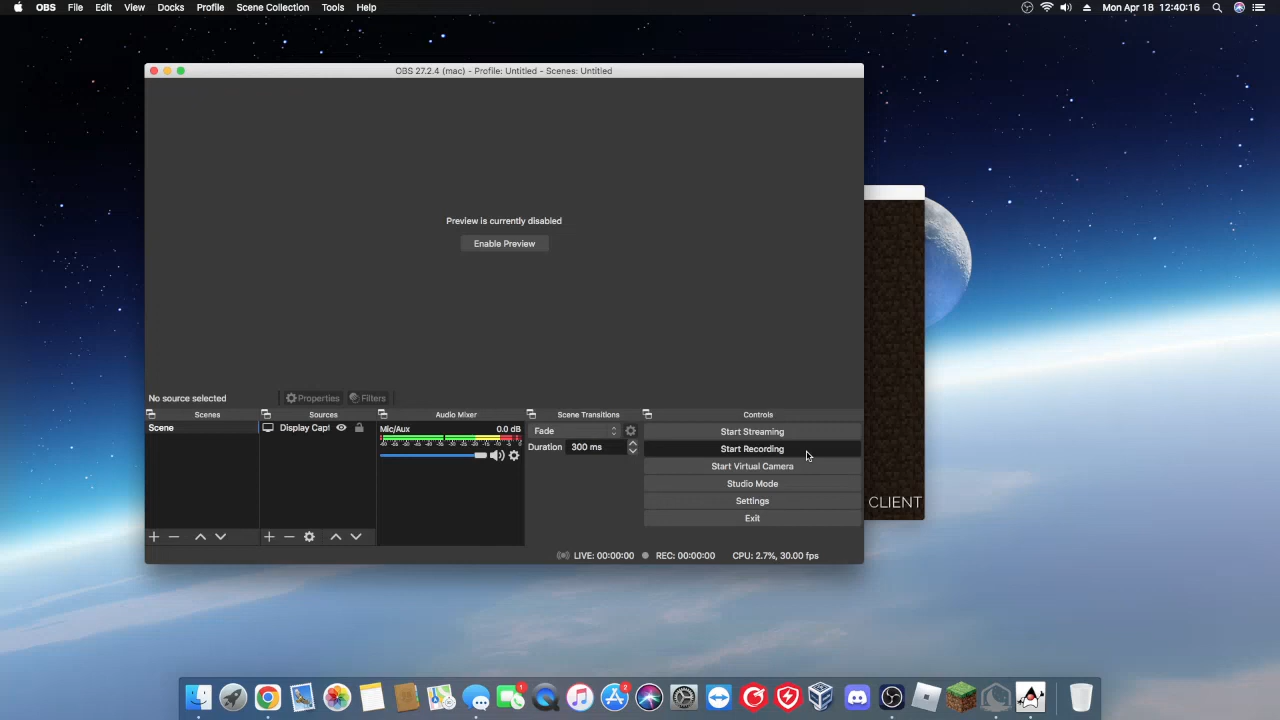 OBS File Edit View Docks Profile Scene Collection Tools Help
Mon Apr 18 12:40:16
OBS 27.2.4 (mac) - Profile: Untitled - Scenes: Untitled
Preview is currently disabled
Enable Preview
No source selected Properties Filters
Scenes Sources Audio Mixer Scene Transitions Controls
Scene
Display Capt
Mic/Aux 0.0 dB
Fade
Duration 300 ms
Start Streaming
Start Recording
Start Virtual Camera
Studio Mode
Settings
Exit
CLIENT
LIVE: 00:00:00 REC: 00:00:00 CPU: 2.7%, 30.00 fps
1
2